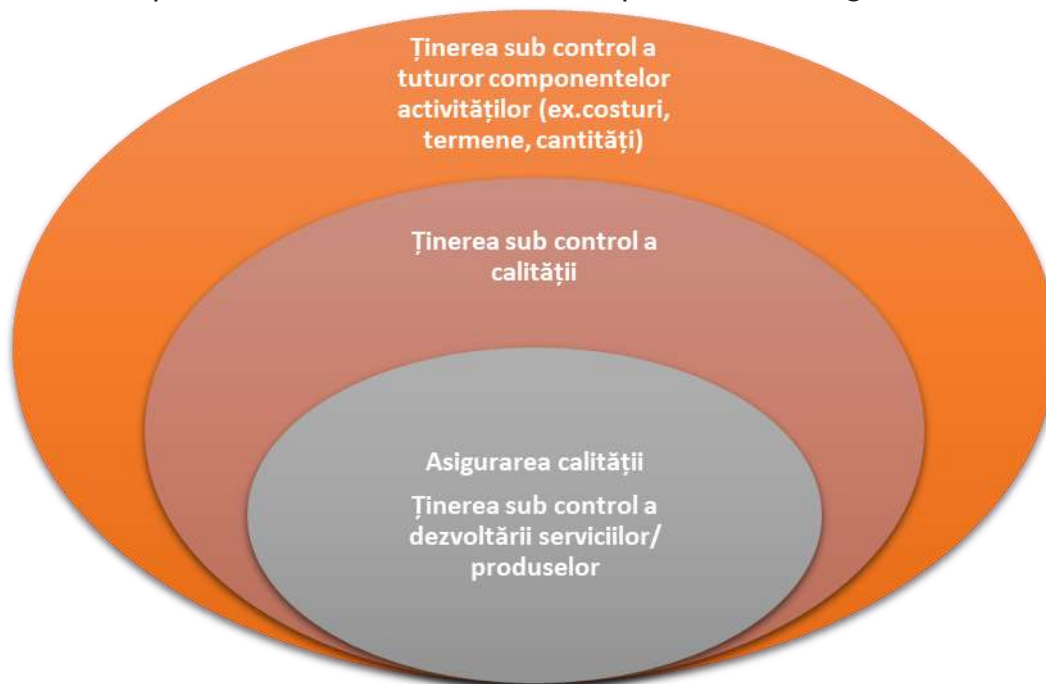 Ținerea sub control a
tuturor componentelor
activităților (ex.costuri,
termene, cantități)
Ținerea sub control a
calității
Asigurarea calității
Ținerea sub control a
dezvoltării serviciilor/
produselor